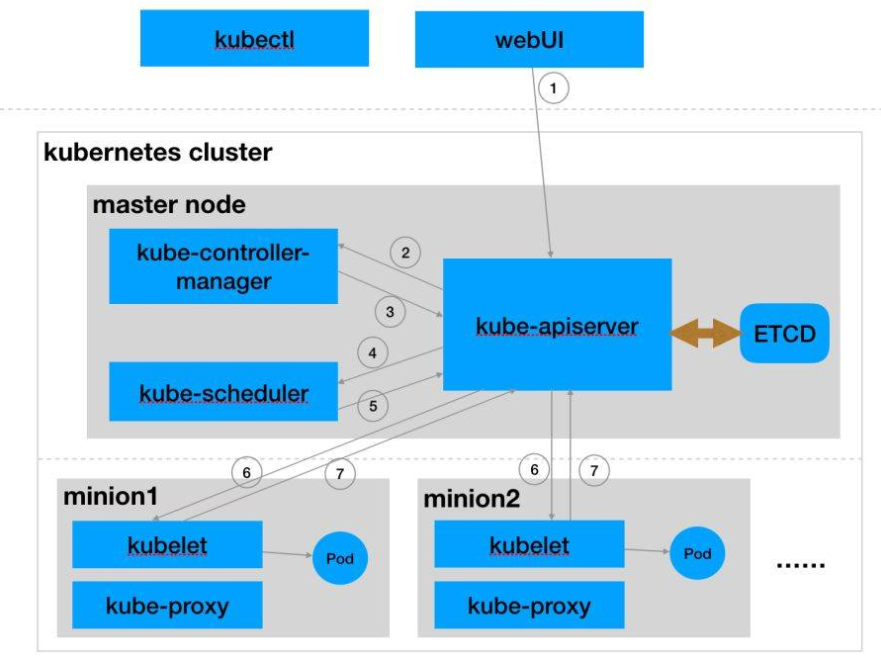 kubectl
webUI
1
kubernetes cluster
master node
kube-controller-
manager
2
3
kube-apiserver
ETCD
4
kube-scheduler
5
6
7
6
7
minion1
kubelet
Pod
kube-proxy
minion2
kubelet
Pod
kube-proxy
......